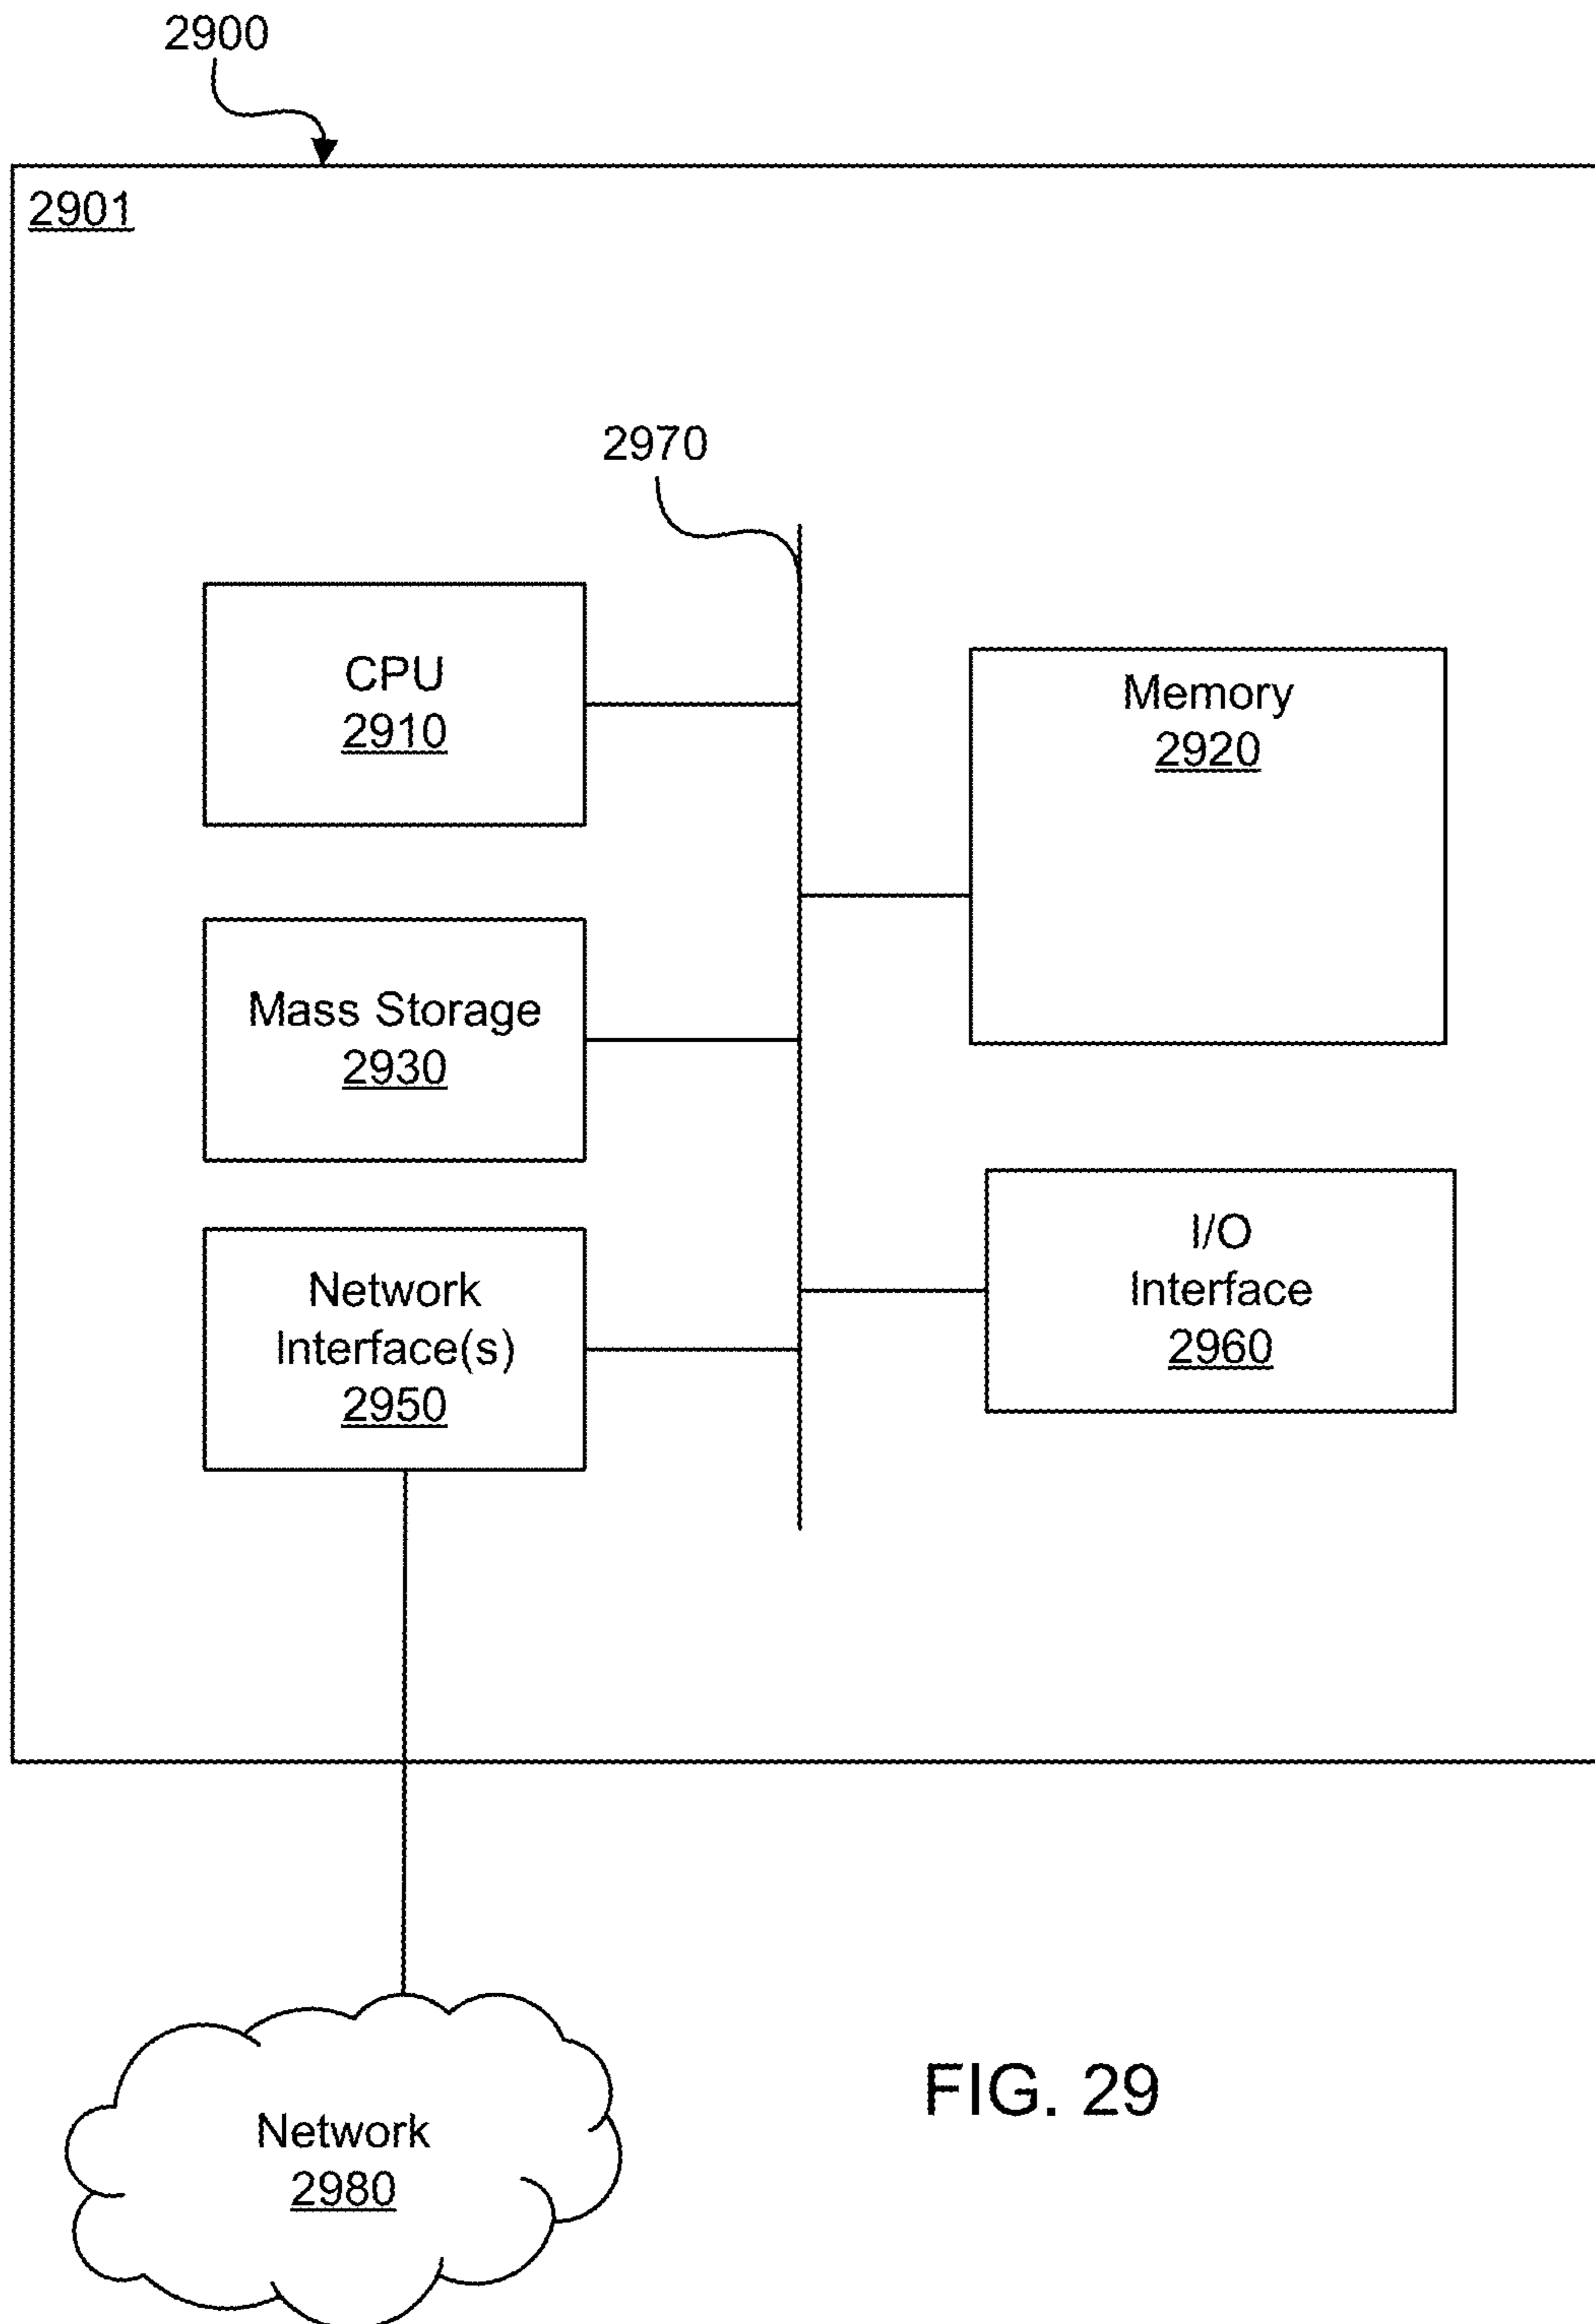 2900
2901
2970
CPU
2910
Memory
2920
Mass Storage
2930
Network
Interface(s)
2950
I/O
Interface
2960
Network
2980
FIG. 29